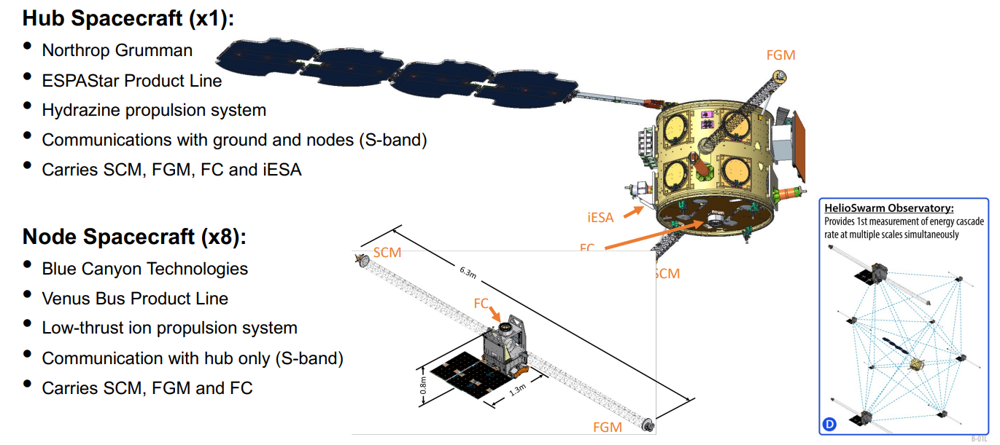 Hub Spacecraft (x1):
• Northrop Grumman
• ESPAStar Product Line
• Hydrazine propulsion system
• Communications with ground and nodes (S-band)
• Carries SCM, FGM, FC and iESA
FGM
iESA
FC
SCM
Node Spacecraft (x8):
• Blue Canyon Technologies
• Venus Bus Product Line
• Low-thrust ion propulsion system
• Communication with hub only (S-band)
• Carries SCM, FGM and FC
SCM
6.3m
FC
0.8m
1.3m
FGM
HelioSwarm Observatory:
Provides 1st measurement of energy cascade
rate at multiple scales simultaneously
D
B-01L